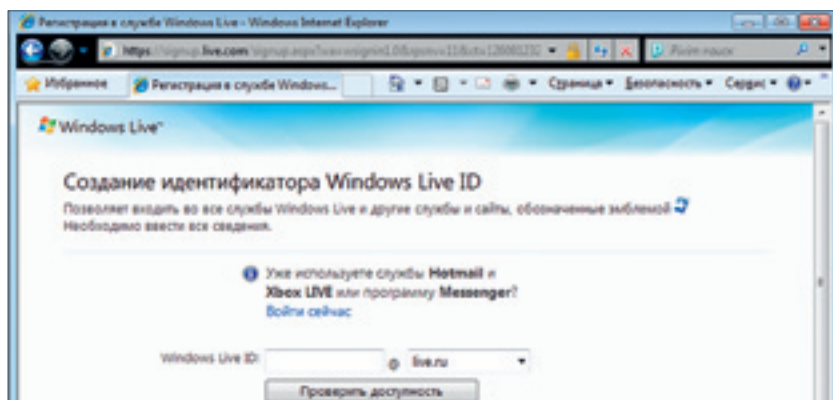 Регистрация в службе Windows Live - Windows Internet Explorer
https://signup.live.com
Избранное Регистрация в службе Windows... Страница Безопасность Сервис
Windows Live™
Создание идентификатора Windows Live ID
Позволяет входить во все службы Windows Live и другие службы и сайты, обозначенные эмблемой
Необходимо ввести все сведения.
Уже используете службы Hotmail и
Xbox LIVE или программу Messenger?
Войти сейчас
Windows Live ID: @ live.ru
Проверить доступность